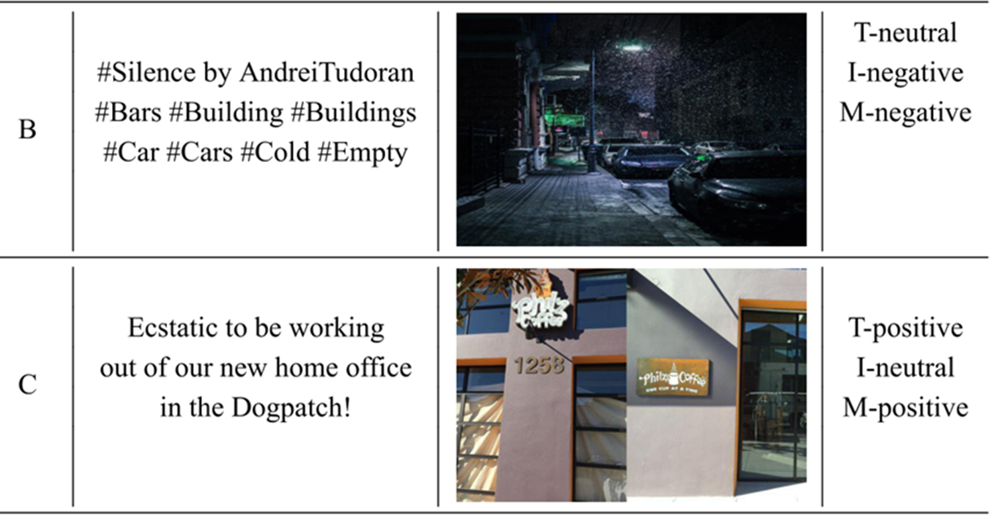 B
#Silence by AndreiTudoran
#Bars #Building #Buildings
#Car #Cars #Cold #Empty
T-neutral
I-negative
M-negative
C
Ecstatic to be working
out of our new home office
in the Dogpatch!
philz
Coffee
1258
Philz Coffee
ONE CUP AT A TIME
T-positive
I-neutral
M-positive